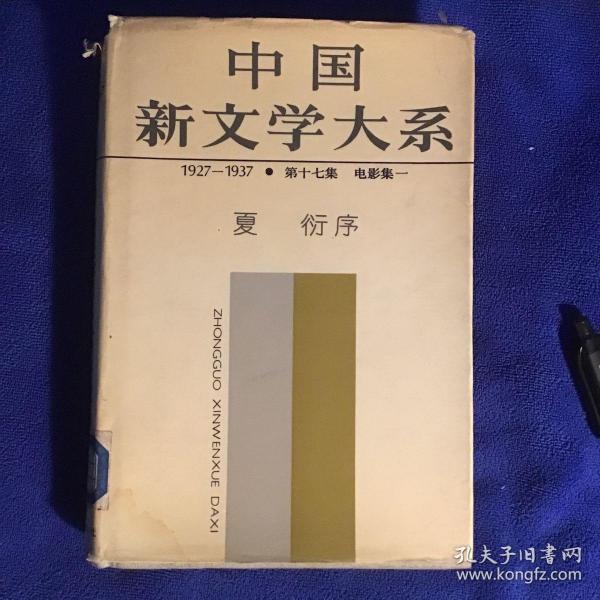 中国
新文学大系
1927—1937 ● 第十七集 电影集一
夏 衍序
ZHONGGUO XINWENXUE DAXI
孔夫子旧书网
www.kongfz.com